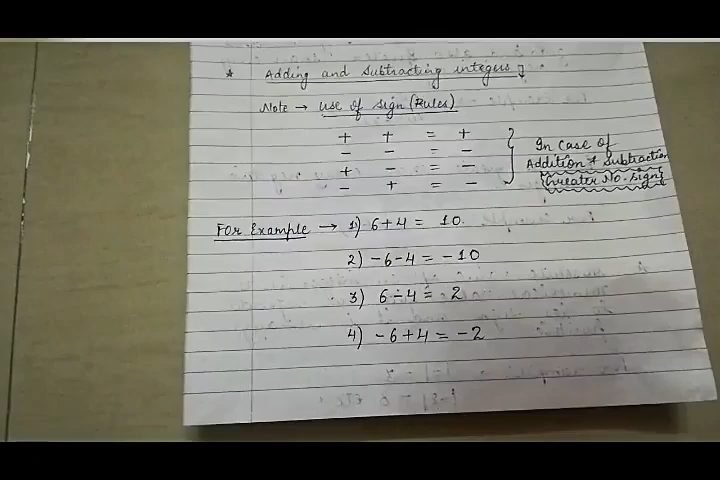 * Adding and Subtracting integers
Note → use of sign (Rules)
+ + = +
- - = -
+ - = -
- + = -
In case of
Addition & Subtraction
Greater No. sign
For Example → 1) 6+4 = 10.
2) -6-4 = -10
3) 6-4 = 2
4) -6+4 = -2